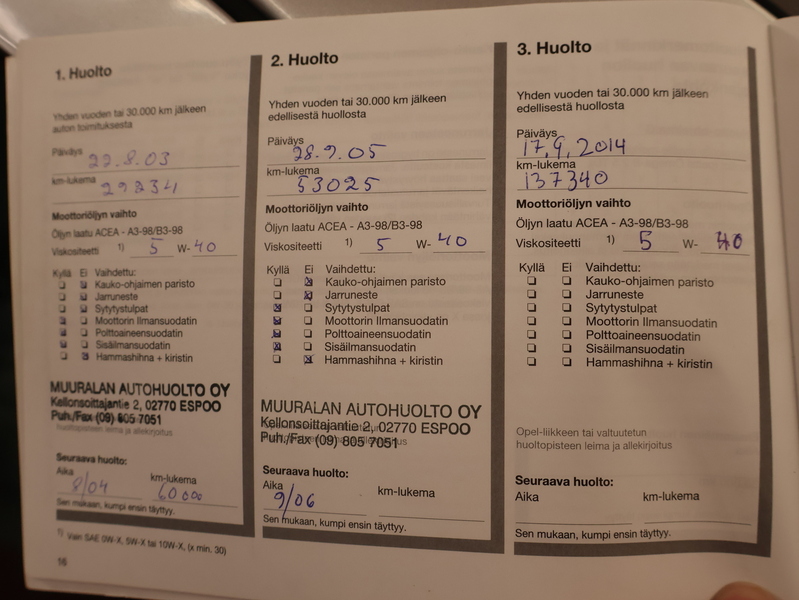 1. Huolto
Yhden vuoden tai 30.000 km jälkeen
auton toimituksesta
Päiväys 22.8.03
km-lukema 29234
Moottoriöljyn vaihto
Öljyn laatu ACEA - A3-98/B3-98
Viskositeetti 1) 5 W- 40
Kyllä Ei Vaihdettu:
Kauko-ohjaimen paristo
Jarruneste
Sytytystulpat
Moottorin Ilmansuodatin
Polttoaineensuodatin
Sisäilmansuodatin
Hammashihna + kiristin
MUURALAN AUTOHUOLTO OY
Kellonsoittajantie 2, 02770 ESPOO
Puh./Fax (09) 805 7051
huoltopisteen leima ja allekirjoitus
Seuraava huolto:
Aika km-lukema
8/04 60000
Sen mukaan, kumpi ensin täyttyy.
1) Vain SAE 0W-X, 5W-X tai 10W-X, (x min. 30)
16
2. Huolto
Yhden vuoden tai 30.000 km jälkeen
edellisestä huollosta
Päiväys 28.9.05
km-lukema 53025
Moottoriöljyn vaihto
Öljyn laatu ACEA - A3-98/B3-98
Viskositeetti 1) 5 W- 40
Kyllä Ei Vaihdettu:
Kauko-ohjaimen paristo
Jarruneste
Sytytystulpat
Moottorin Ilmansuodatin
Polttoaineensuodatin
Sisäilmansuodatin
Hammashihna + kiristin
MUURALAN AUTOHUOLTO OY
Kellonsoittajantie 2, 02770 ESPOO
Puh./Fax (09) 805 7051
Seuraava huolto:
Aika km-lukema
9/06
Sen mukaan, kumpi ensin täyttyy.
3. Huolto
Yhden vuoden tai 30.000 km jälkeen
edellisestä huollosta
Päiväys 17.9.2014
km-lukema 137340
Moottoriöljyn vaihto
Öljyn laatu ACEA - A3-98/B3-98
Viskositeetti 1) 5 W- 40
Kyllä Ei Vaihdettu:
Kauko-ohjaimen paristo
Jarruneste
Sytytystulpat
Moottorin Ilmansuodatin
Polttoaineensuodatin
Sisäilmansuodatin
Hammashihna + kiristin
Opel-liikkeen tai valtuutetun
huoltopisteen leima ja allekirjoitus
Seuraava huolto:
Aika km-lukema
Sen mukaan, kumpi ensin täyttyy.